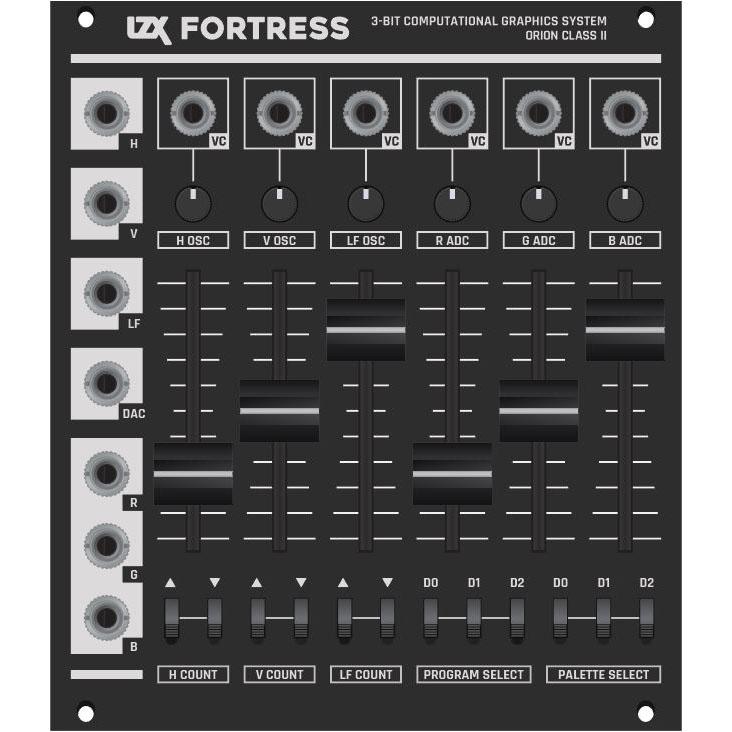 LZX FORTRESS
3-BIT COMPUTATIONAL GRAPHICS SYSTEM
ORION CLASS II
H
VC VC VC VC VC VC
V
H OSC V OSC LF OSC R ADC G ADC B ADC
LF
DAC
R
G
D0 D1 D2 D0 D1 D2
B
H COUNT V COUNT LF COUNT PROGRAM SELECT PALETTE SELECT